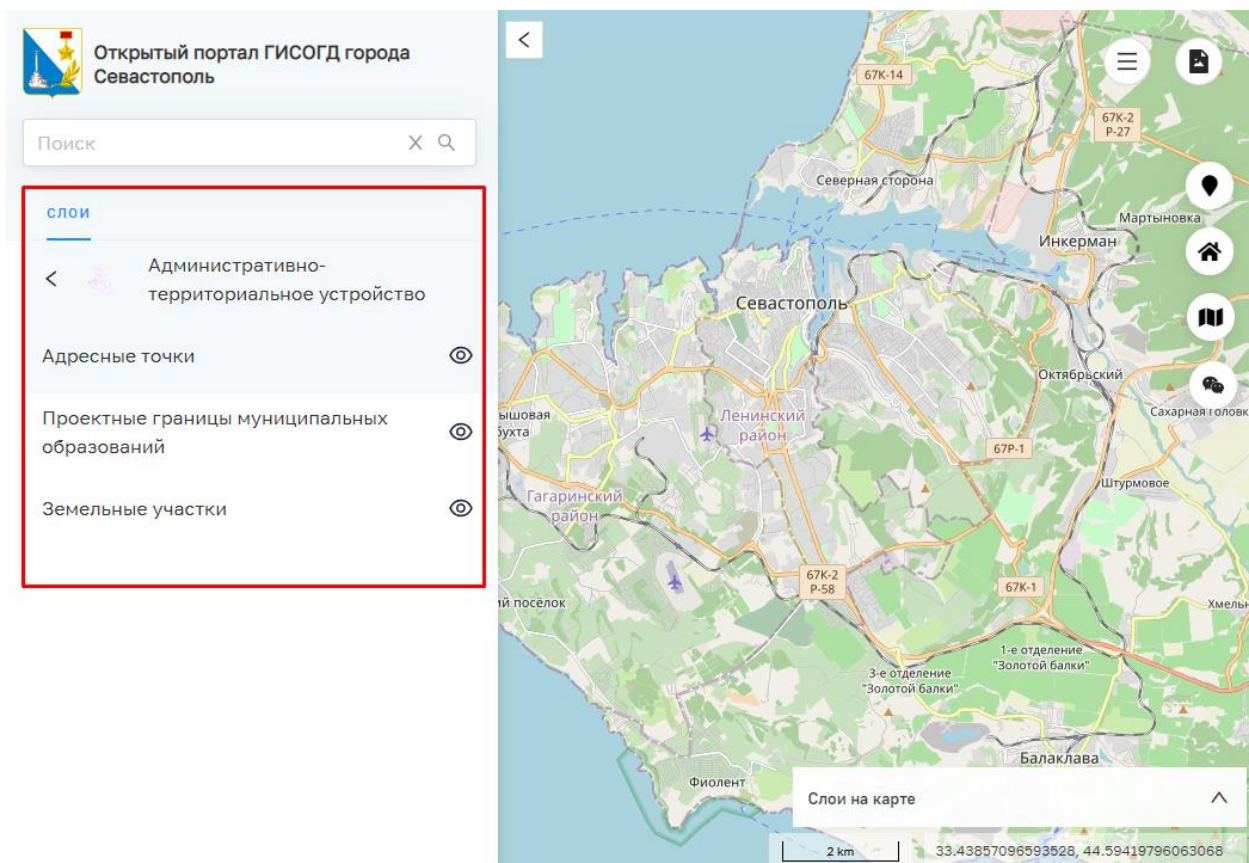 Открытый портал ГИСОГД города
Севастополь
Поиск
слои
Административно-
территориальное устройство
Адресные точки
Проектные границы муниципальных
образований
Земельные участки
67К-14
67К-2
Р-27
Северная сторона
Мартыновка
Инкерман
Севастополь
Октябрьский
Сахарная головк
ышовая
бухта
Ленинский
район
67Р-1
Штурмовое
Гагаринский
район
67К-2
Р-58
67К-1
ий посёлок
Хмельн
1-е отделение
"Золотой балки"
3-е отделение
"Золотой балки"
Балаклава
Фиолент
Слои на карте
2 km
33.43857096593528, 44.59419796063068